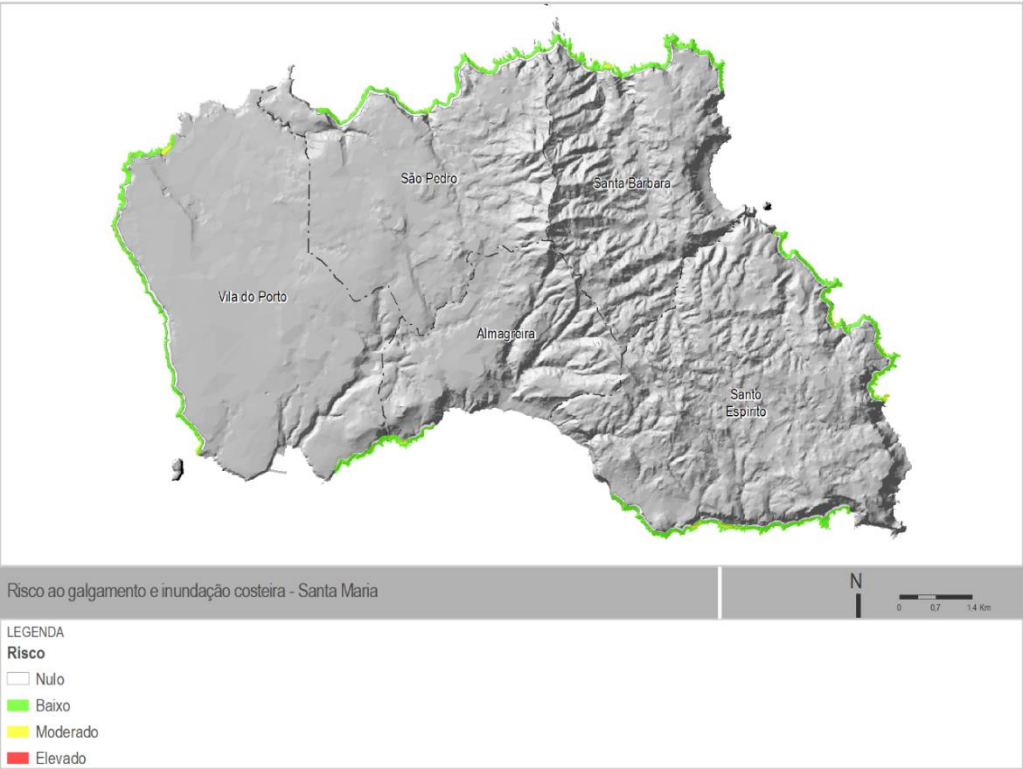 São Pedro
Santa Bárbara
Vila do Porto
Almagreira
Santo
Espírito
Risco ao galgamento e inundação costeira - Santa Maria
N
0 0,7 1,4 Km
LEGENDA
Risco
Nulo
Baixo
Moderado
Elevado